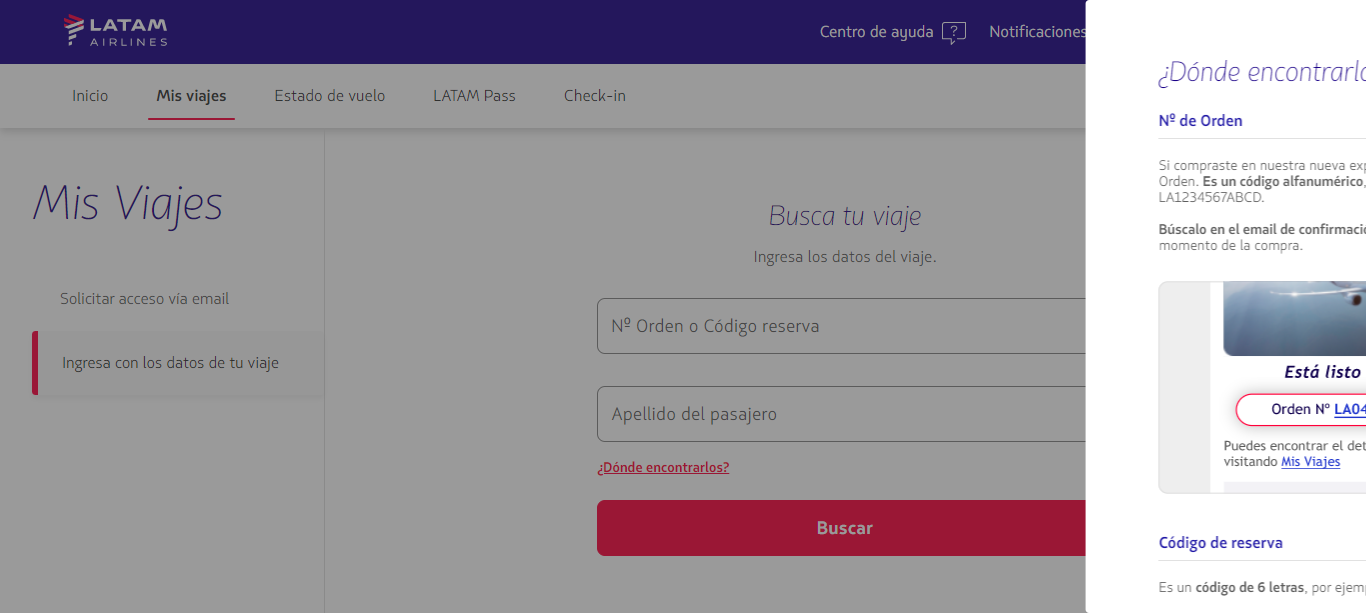 LATAM
AIRLINES
Centro de ayuda
Notificaciones
Inicio
Mis viajes
Estado de vuelo
LATAM Pass
Check-in
Mis Viajes
Solicitar acceso vía email
Ingresa con los datos de tu viaje
Busca tu viaje
Ingresa los datos del viaje.
Nº Orden o Código reserva
Apellido del pasajero
¿Dónde encontrarlos?
Buscar
¿Dónde encontrarlo
Nº de Orden
Si compraste en nuestra nueva exp
Orden. Es un código alfanumérico,
LA1234567ABCD.
Búscalo en el email de confirmació
momento de la compra.
Está listo
Orden Nº LA04
Puedes encontrar el det
visitando Mis Viajes
Código de reserva
Es un código de 6 letras, por ejemp